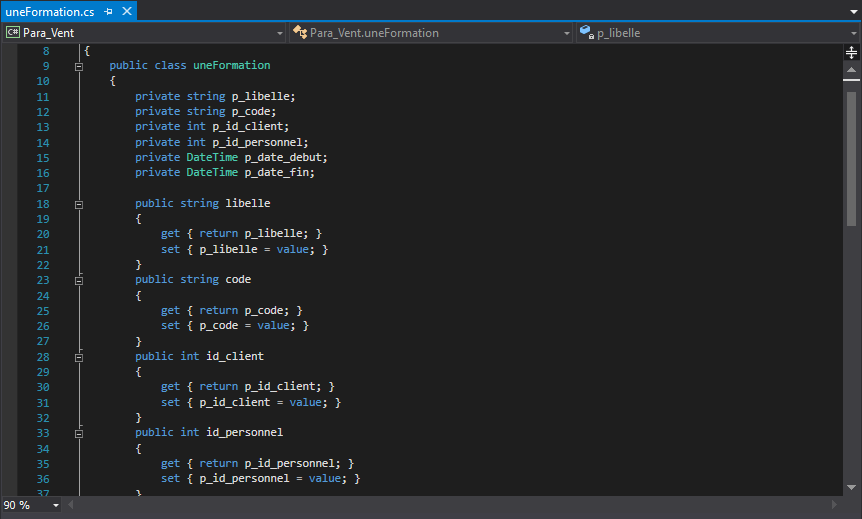 uneFormation.cs
C# Para_Vent Para_Vent.uneFormation p_libelle
8 {
9 public class uneFormation
10 {
11 private string p_libelle;
12 private string p_code;
13 private int p_id_client;
14 private int p_id_personnel;
15 private DateTime p_date_debut;
16 private DateTime p_date_fin;
17
18 public string libelle
19 {
20 get { return p_libelle; }
21 set { p_libelle = value; }
22 }
23 public string code
24 {
25 get { return p_code; }
26 set { p_code = value; }
27 }
28 public int id_client
29 {
30 get { return p_id_client; }
31 set { p_id_client = value; }
32 }
33 public int id_personnel
34 {
35 get { return p_id_personnel; }
36 set { p_id_personnel = value; }
37 }
90 %